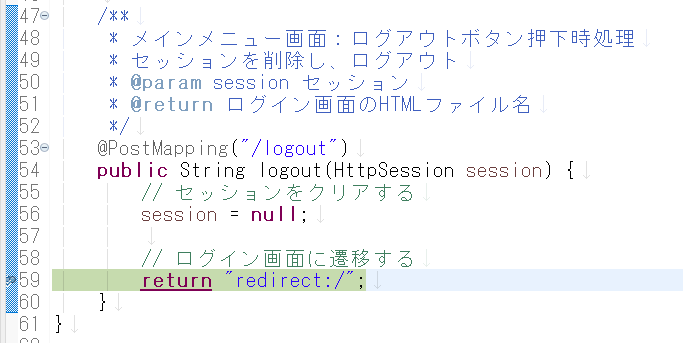 47 /**
48 * メインメニュー画面：ログアウトボタン押下時処理
49 * セッションを削除し、ログアウト
50 * @param session セッション
51 * @return ログイン画面のHTMLファイル名
52 */
53 @PostMapping("/logout")
54 public String logout(HttpSession session) {
55 // セッションをクリアする
56 session = null;
57
58 // ログイン画面に遷移する
59 return "redirect:/";
60 }
61 }